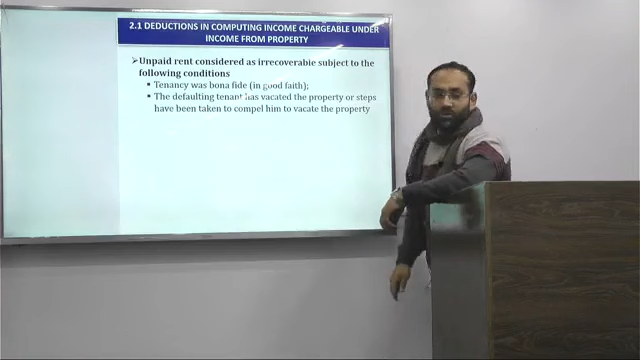 2.1 DEDUCTIONS IN COMPUTING INCOME CHARGEABLE UNDER
INCOME FROM PROPERTY
➢Unpaid rent considered as irrecoverable subject to the
following conditions
▪ Tenancy was bona fide (in good faith);
▪ The defaulting tenant has vacated the property or steps
have been taken to compel him to vacate the property